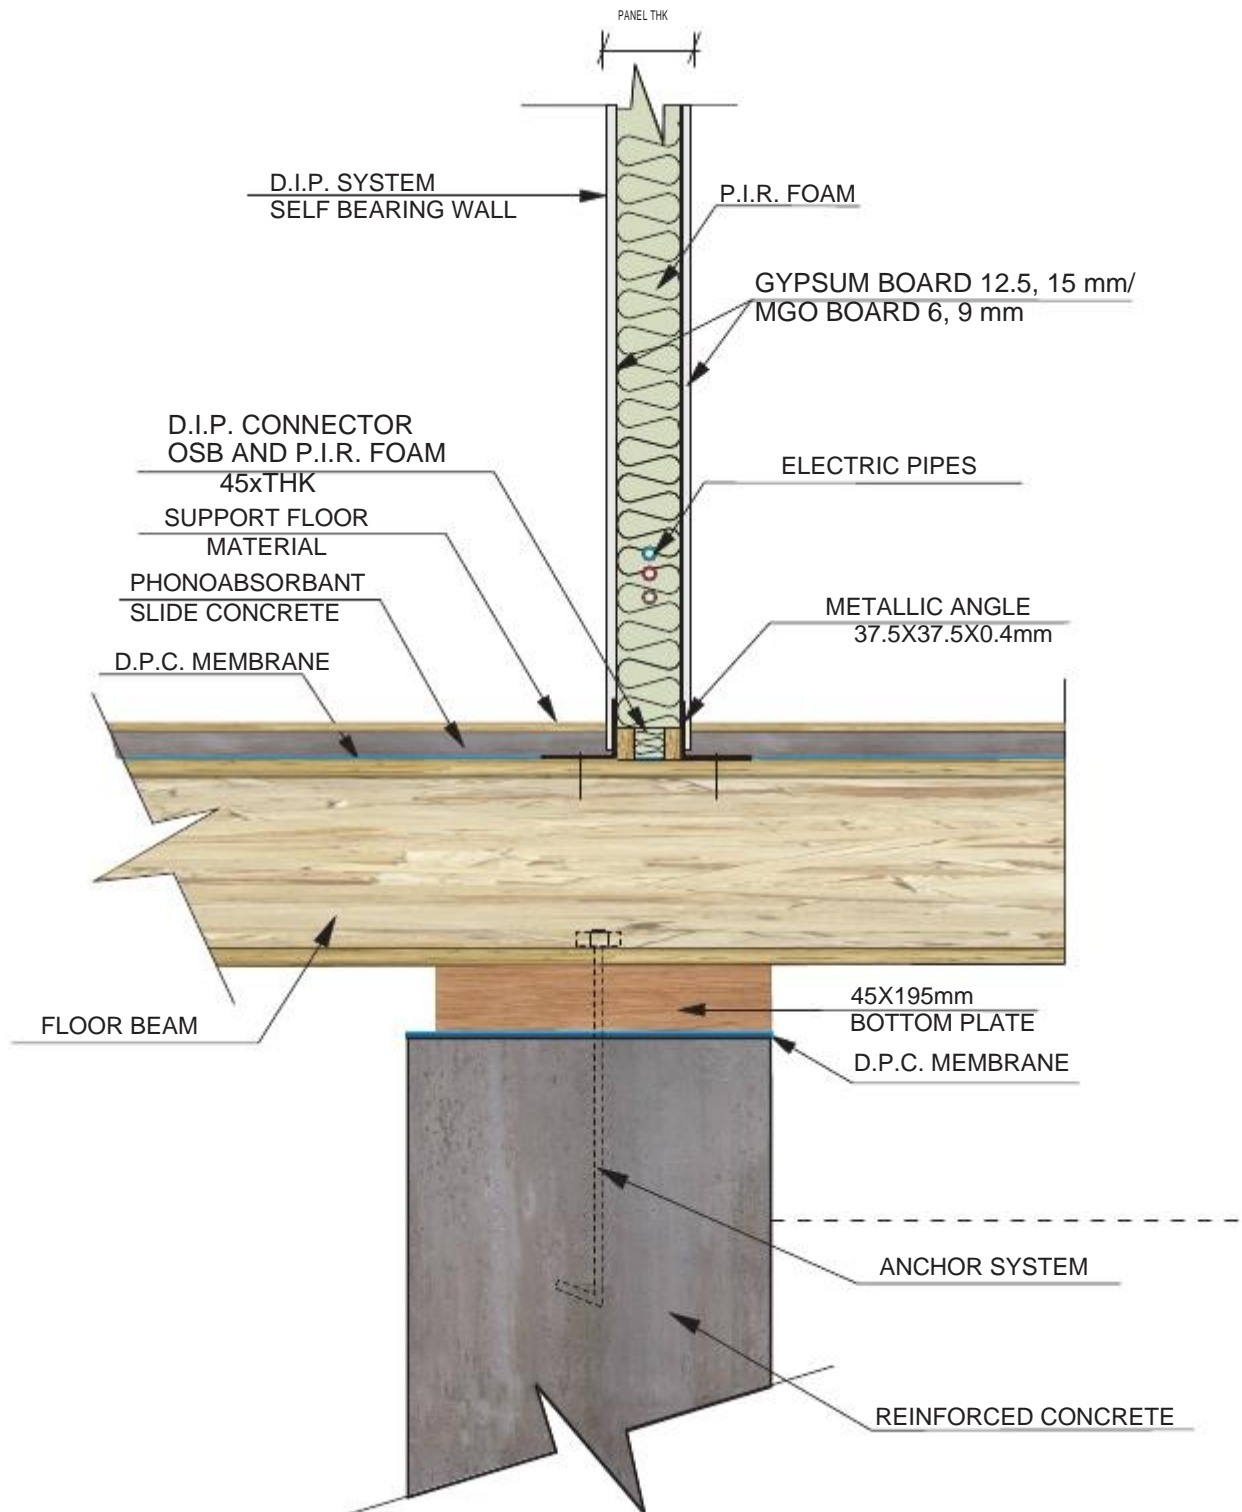 PANEL THK
D.I.P. SYSTEM
SELF BEARING WALL
P.I.R. FOAM
GYPSUM BOARD 12.5, 15 mm/
MGO BOARD 6, 9 mm
D.I.P. CONNECTOR
OSB AND P.I.R. FOAM
45xTHK
ELECTRIC PIPES
SUPPORT FLOOR
MATERIAL
PHONOABSORBANT
SLIDE CONCRETE
METALLIC ANGLE
37.5X37.5X0.4mm
D.P.C. MEMBRANE
45X195mm
BOTTOM PLATE
FLOOR BEAM
D.P.C. MEMBRANE
ANCHOR SYSTEM
REINFORCED CONCRETE